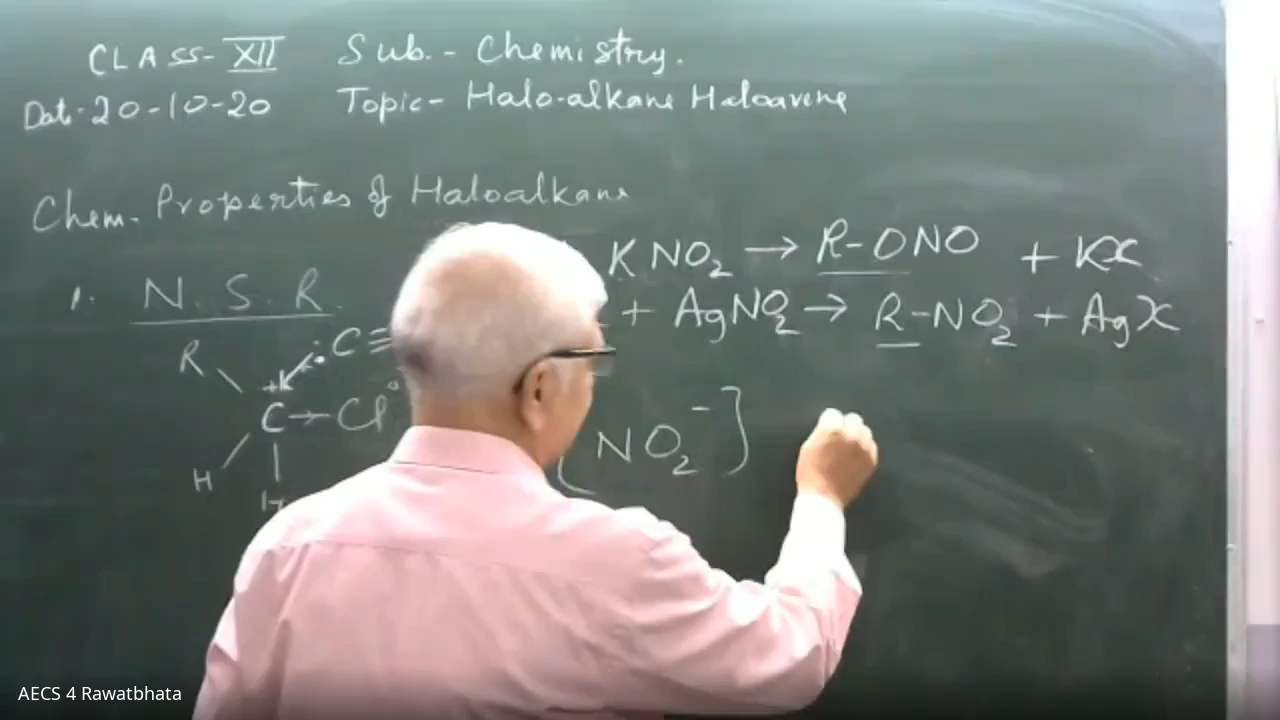 CLASS- XII Sub.- Chemistry.
Date-20-10-20 Topic- Halo-alkane Haloarene
Chem. Properties of Haloalkane
KNO₂ → R-ONO + KX
1. N. S. R. + AgNO₂ → R-NO₂ + AgX
R :C≡
+
C→Cl
NO₂⁻]
H
H
AECS 4 Rawatbhata